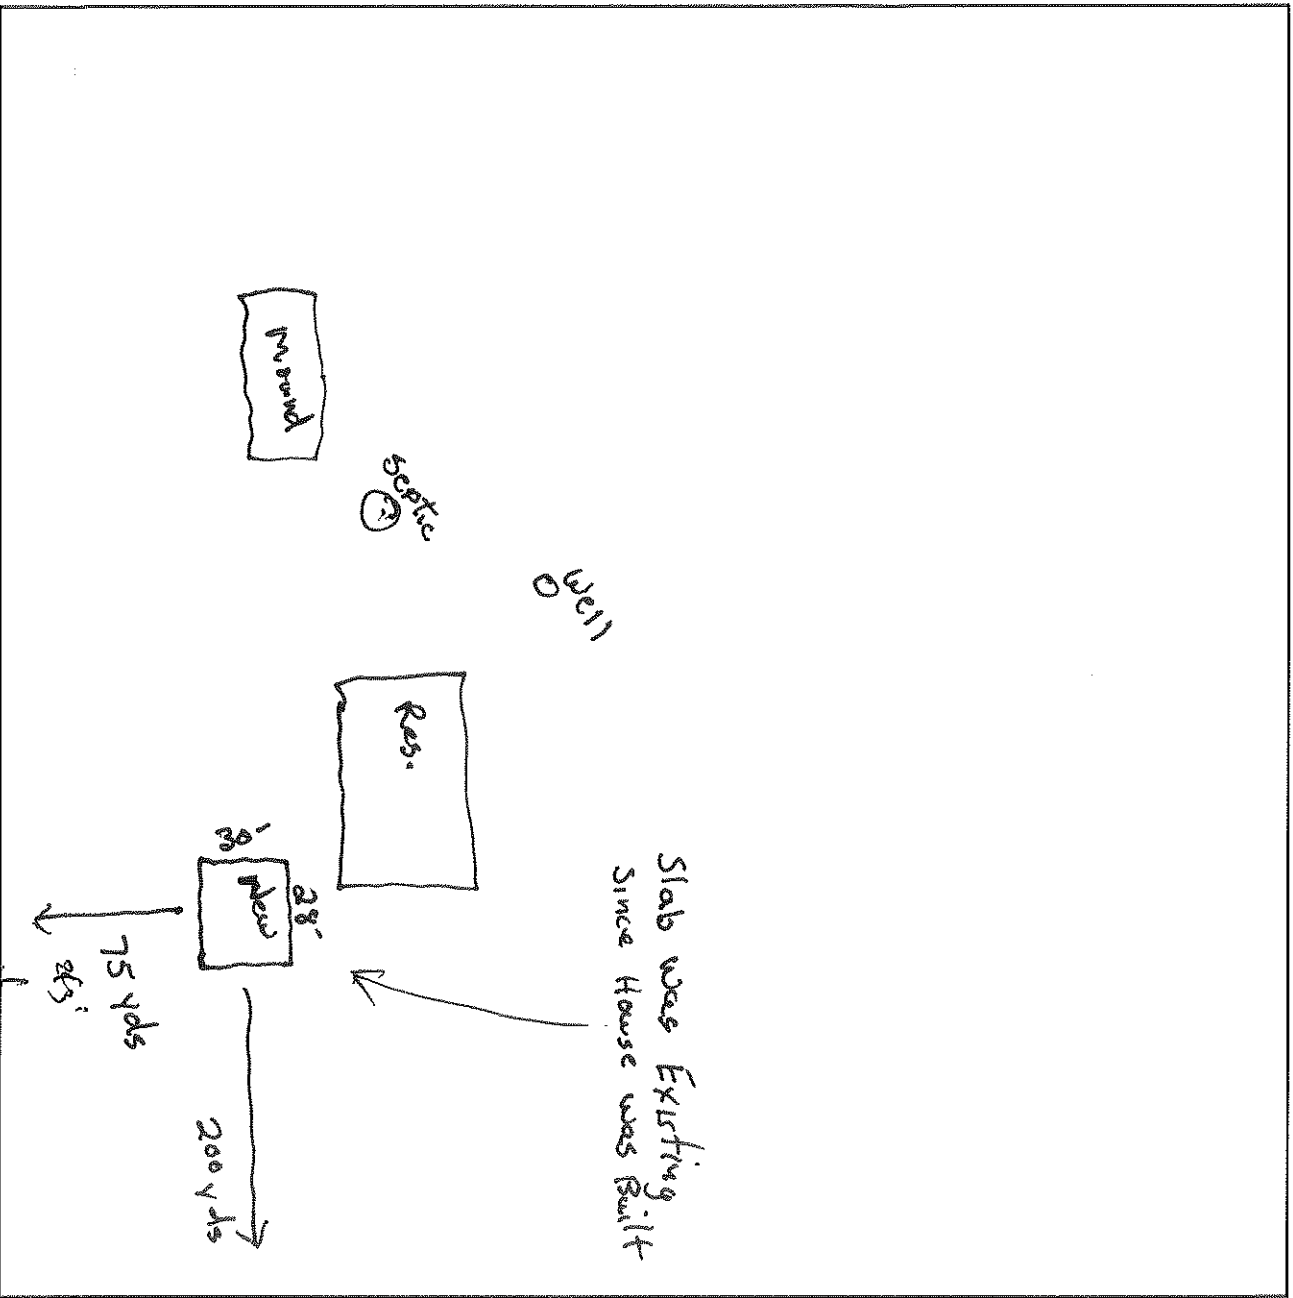 Slab was Existing
Since House was Built
Well
Septic
Res.
Mound
28'
New
30'
200 yds
75 yds